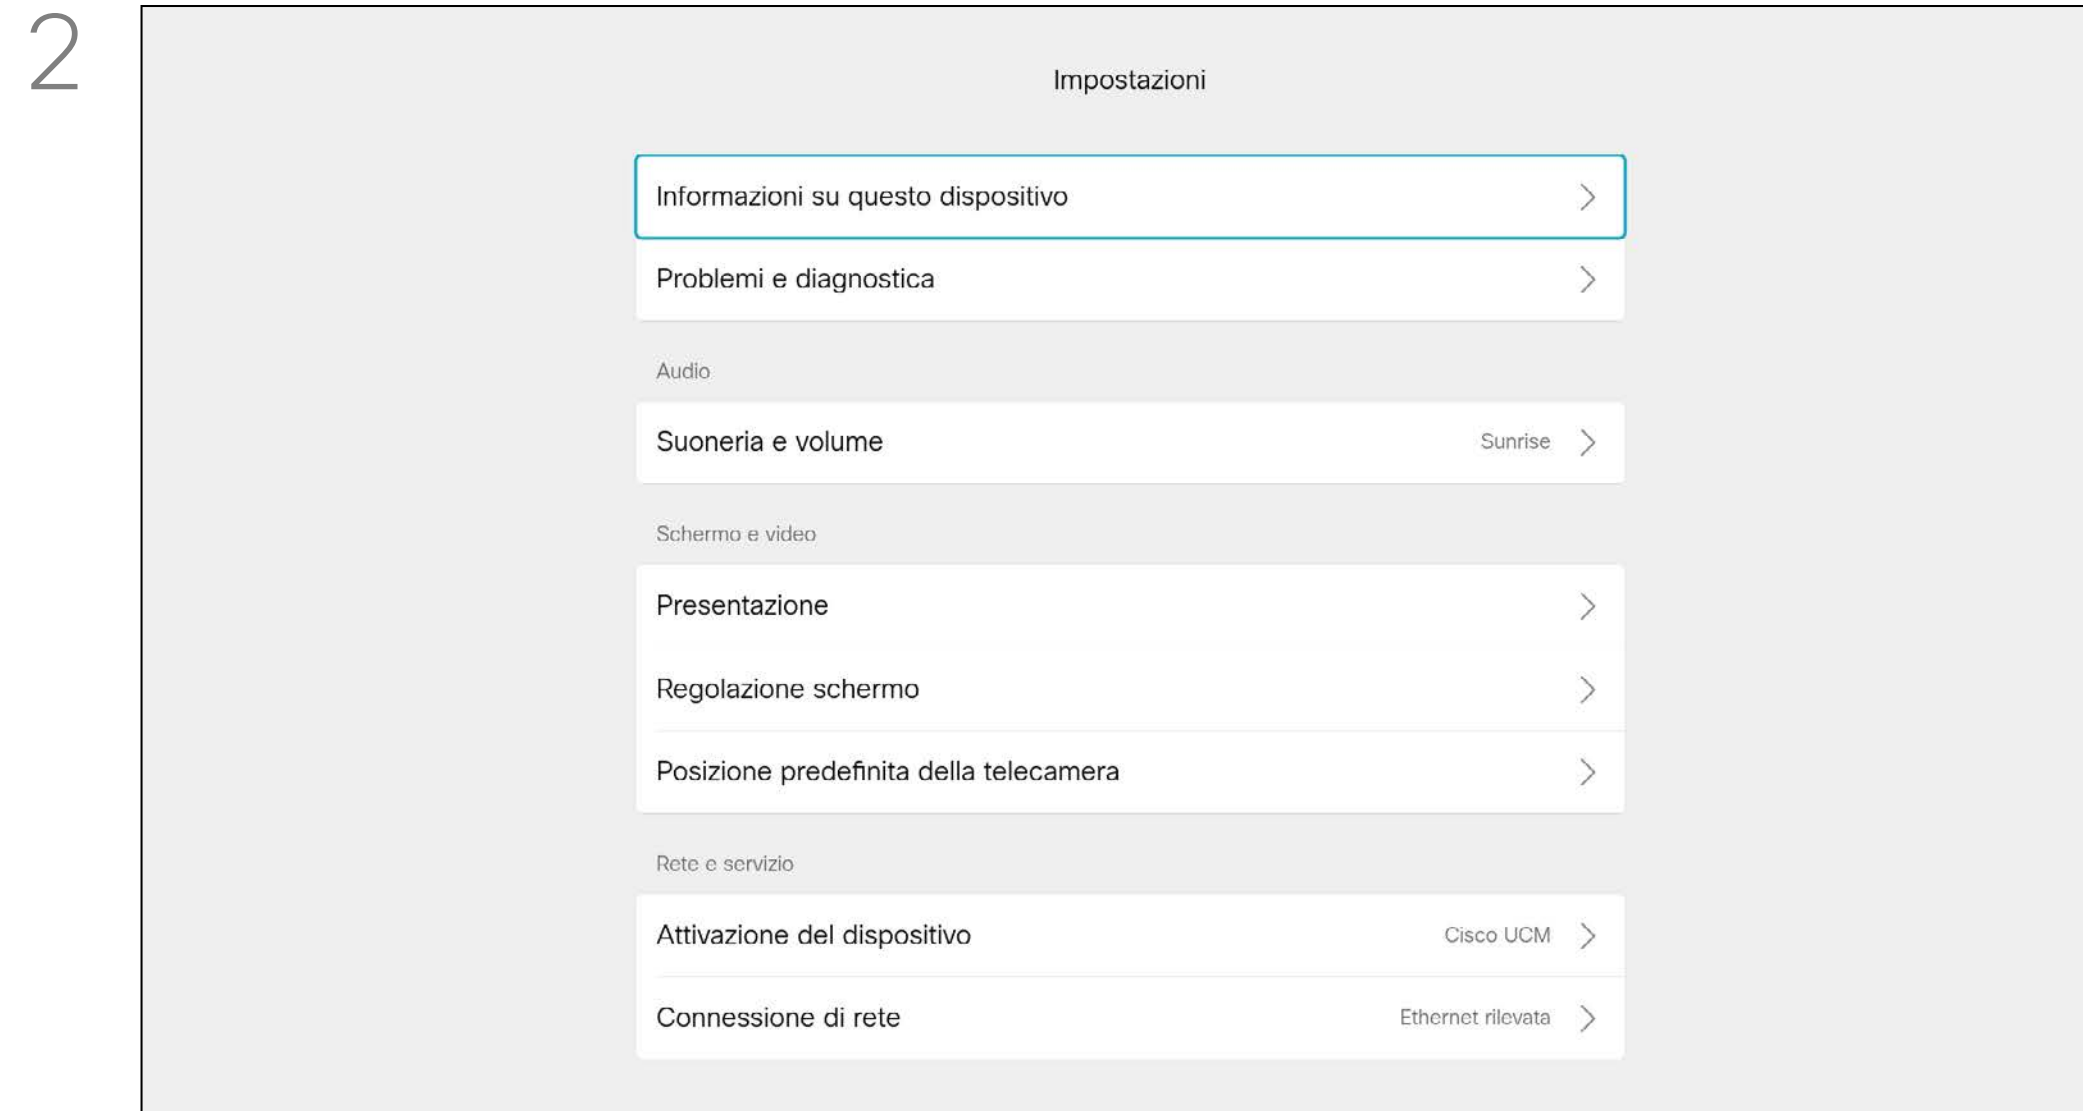 2
Impostazioni
Informazioni su questo dispositivo
Problemi e diagnostica
Audio
Suoneria e volume Sunrise
Schermo e video
Presentazione
Regolazione schermo
Posizione predefinita della telecamera
Rete e servizio
Attivazione del dispositivo Cisco UCM
Connessione di rete Ethernet rilevata